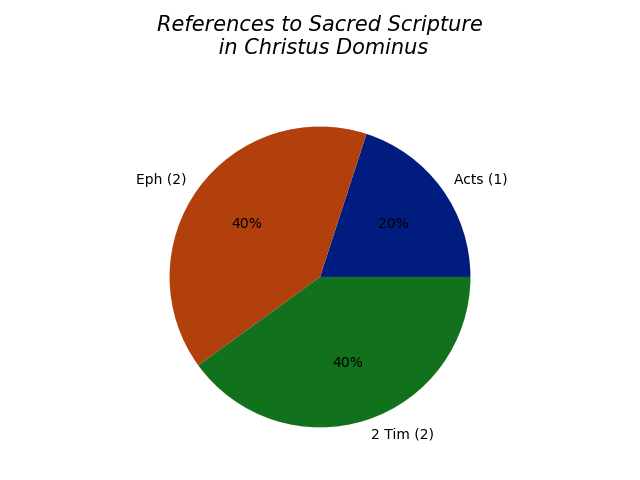 References to Sacred Scripture
in Christus Dominus
Eph (2)
Acts (1)
40%
20%
40%
2 Tim (2)